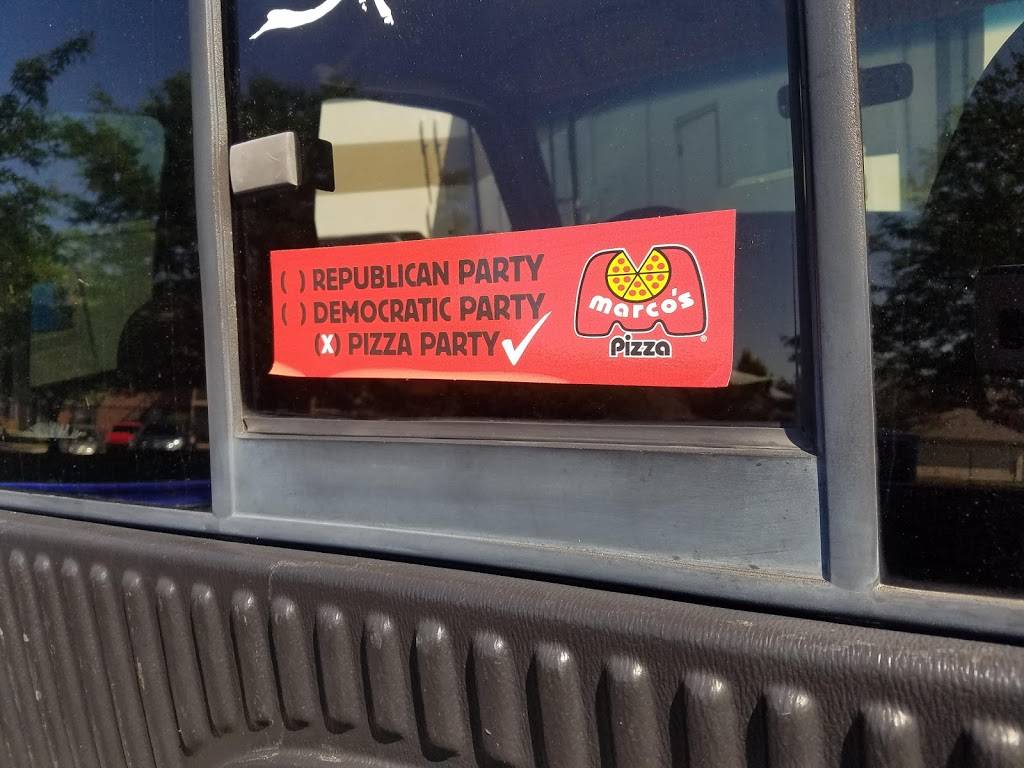 ( ) REPUBLICAN PARTY
( ) DEMOCRATIC PARTY
(X) PIZZA PARTY
marco's
Pizza
®